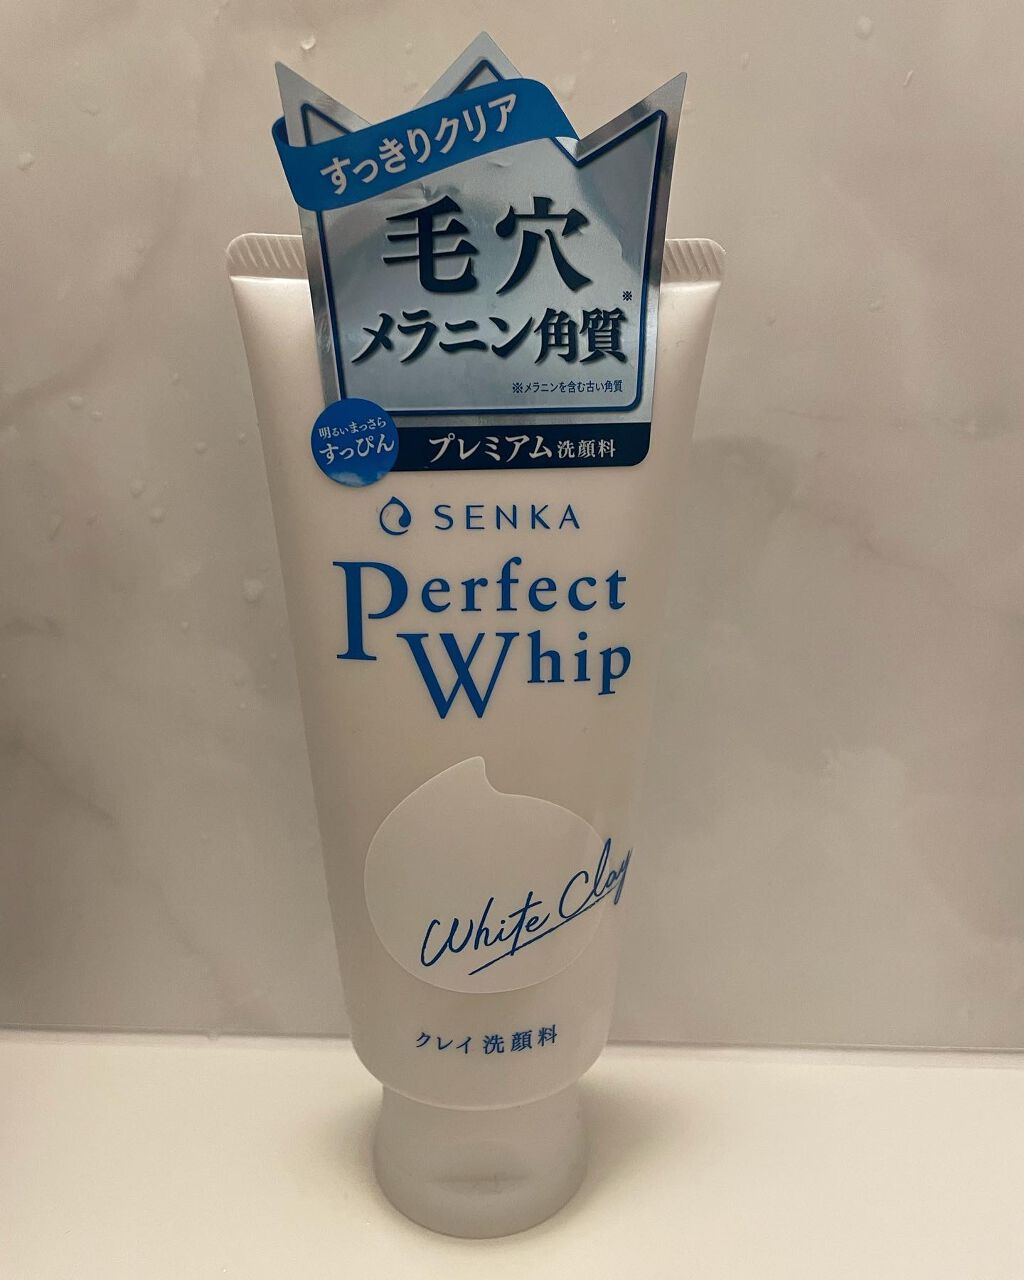 すっきりクリア
毛穴
メラニン角質※
※メラニンを含む古い角質
明るいまっさら
すっぴん
プレミアム洗顔料
SENKA
Perfect
Whip
White Clay
クレイ洗顔料